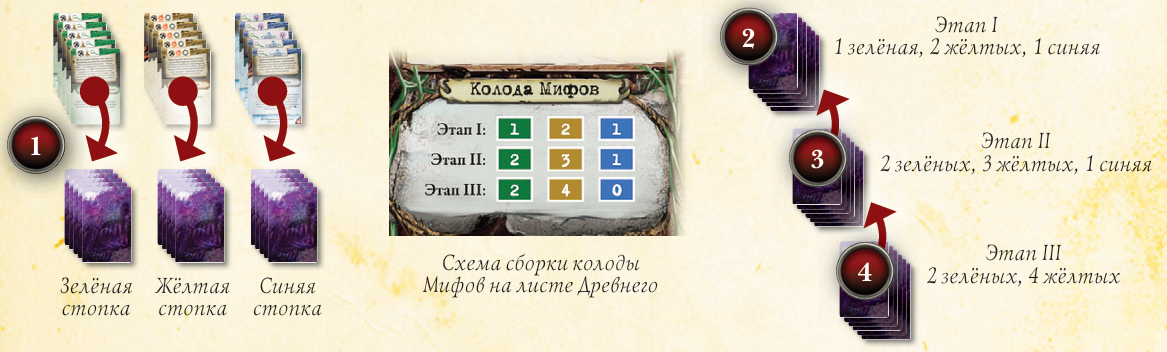 1
Зелёная
стопка
Жёлтая
стопка
Синяя
стопка
Колода Мифов
Этап I: 1 2 1
Этап II: 2 3 1
Этап III: 2 4 0
Схема сборки колоды
Мифов на листе Древнего
2
Этап I
1 зелёная, 2 жёлтых, 1 синяя
3
Этап II
2 зелёных, 3 жёлтых, 1 синяя
4
Этап III
2 зелёных, 4 жёлтых